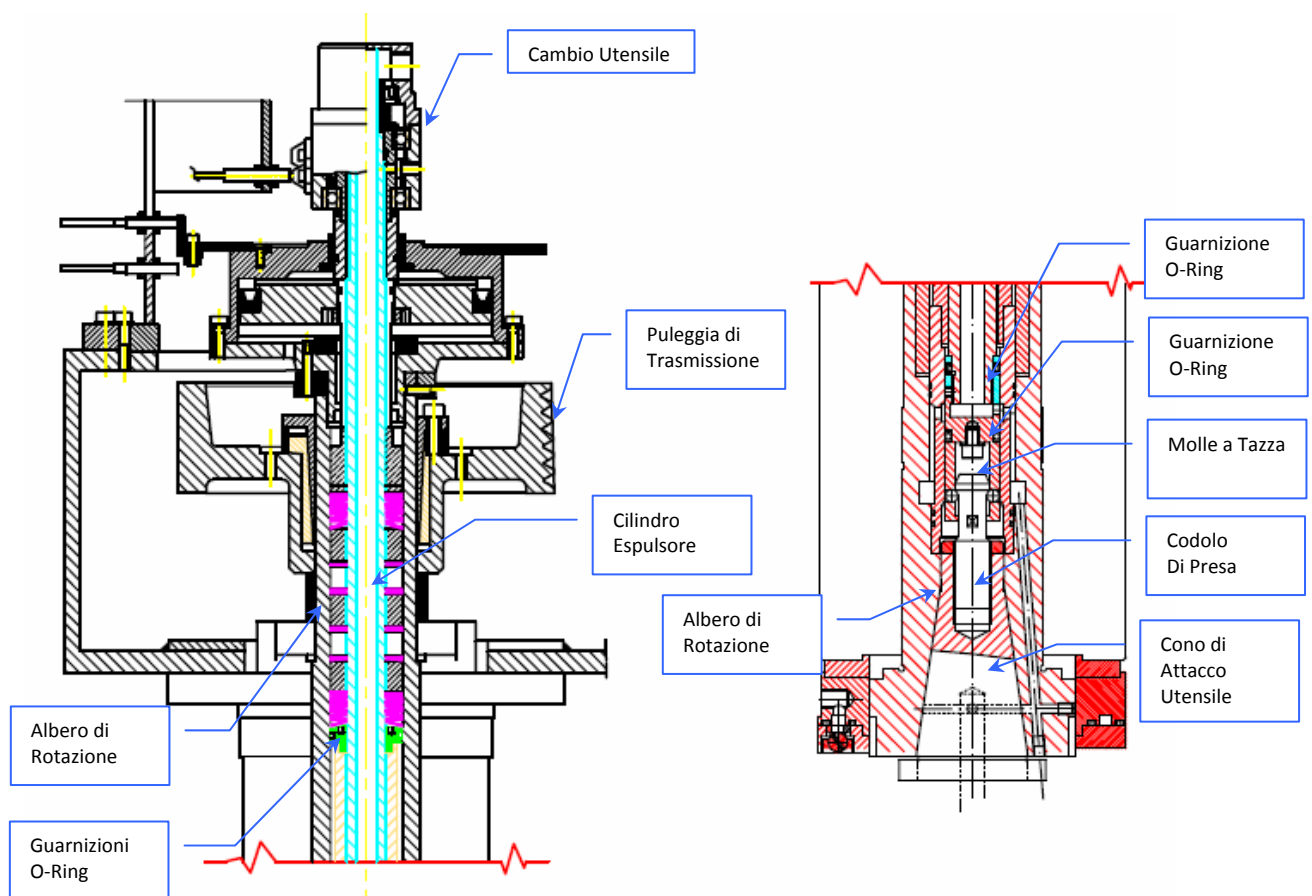 Cambio Utensile
Puleggia di
Trasmissione
Cilindro
Espulsore
Albero di
Rotazione
Guarnizioni
O-Ring
Guarnizione
O-Ring
Guarnizione
O-Ring
Molle a Tazza
Codolo
Di Presa
Albero di
Rotazione
Cono di
Attacco
Utensile